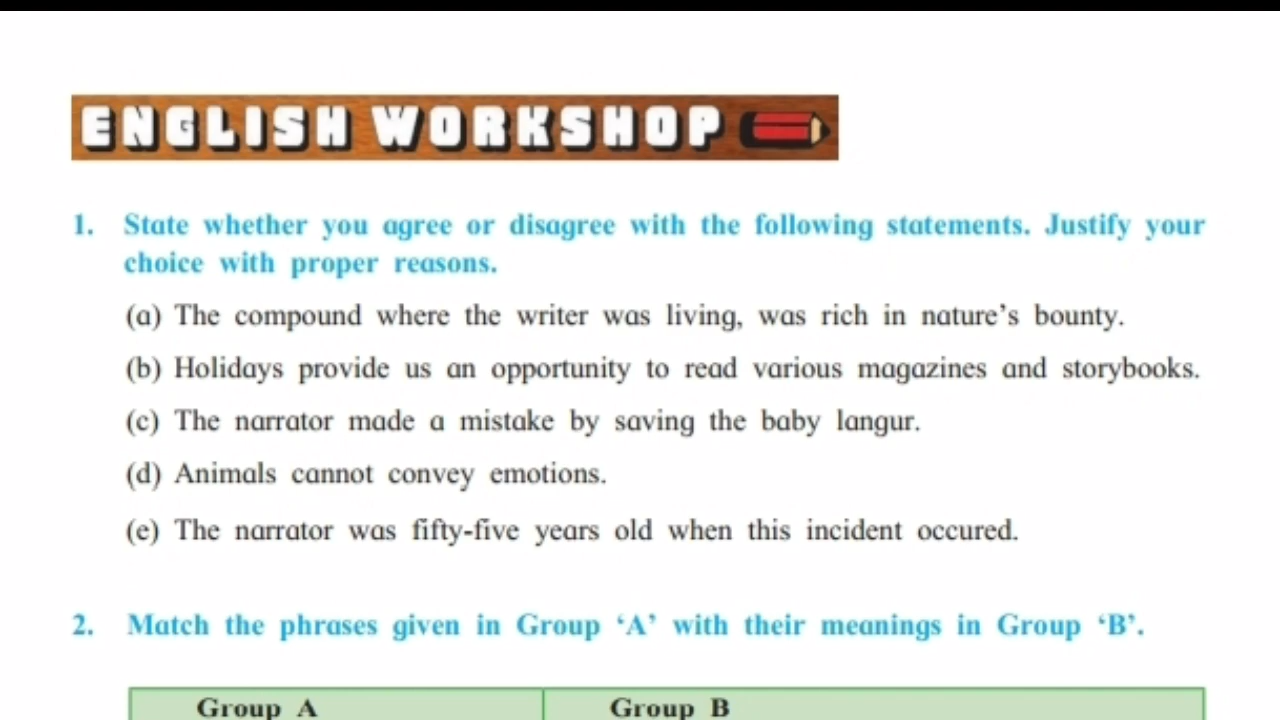 ENGLISH WORKSHOP
1. State whether you agree or disagree with the following statements. Justify your
choice with proper reasons.
(a) The compound where the writer was living, was rich in nature's bounty.
(b) Holidays provide us an opportunity to read various magazines and storybooks.
(c) The narrator made a mistake by saving the baby langur.
(d) Animals cannot convey emotions.
(e) The narrator was fifty-five years old when this incident occured.
2. Match the phrases given in Group ‘A’ with their meanings in Group ‘B’.
Group A Group B